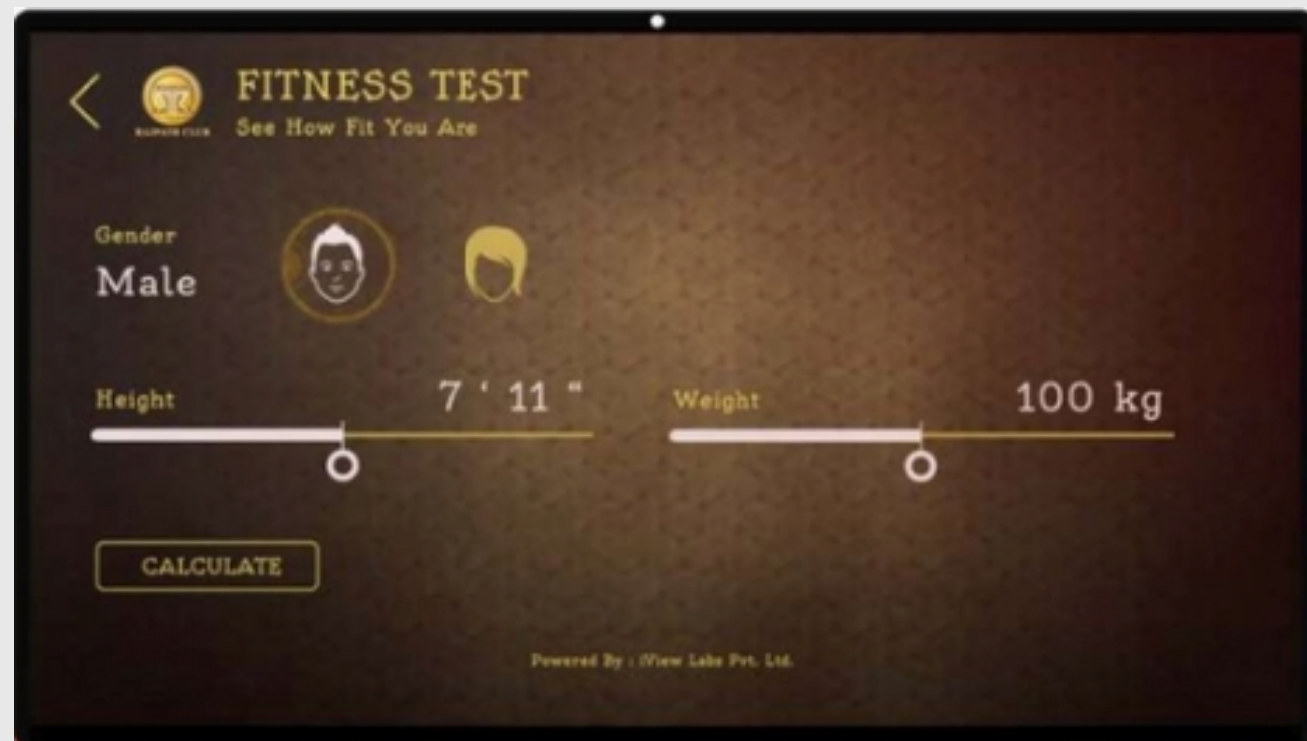 FITNESS TEST
See How Fit You Are
Gender
Male
Height
7 ' 11 "
Weight
100 kg
CALCULATE
Powered By : iView Labs Pvt. Ltd.